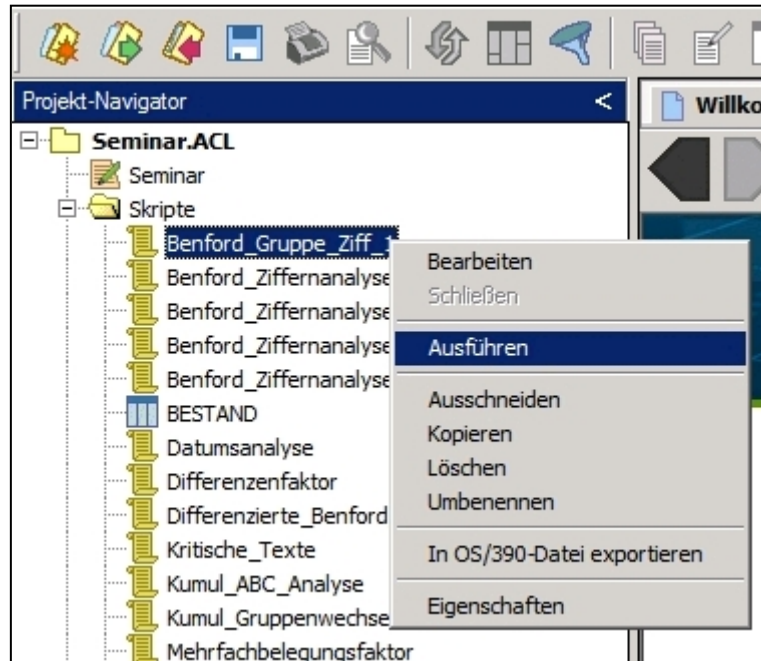 Projekt-Navigator <
Willko
Seminar.ACL
Seminar
Skripte
Benford_Gruppe_Ziff_1
Benford_Ziffernanalyse
Benford_Ziffernanalyse
Benford_Ziffernanalyse
Benford_Ziffernanalyse
BESTAND
Datumsanalyse
Differenzenfaktor
Differenzierte_Benford
Kritische_Texte
Kumul_ABC_Analyse
Kumul_Gruppenwechse
Mehrfachbelegungsfaktor
Bearbeiten
Schließen
Ausführen
Ausschneiden
Kopieren
Löschen
Umbenennen
In OS/390-Datei exportieren
Eigenschaften